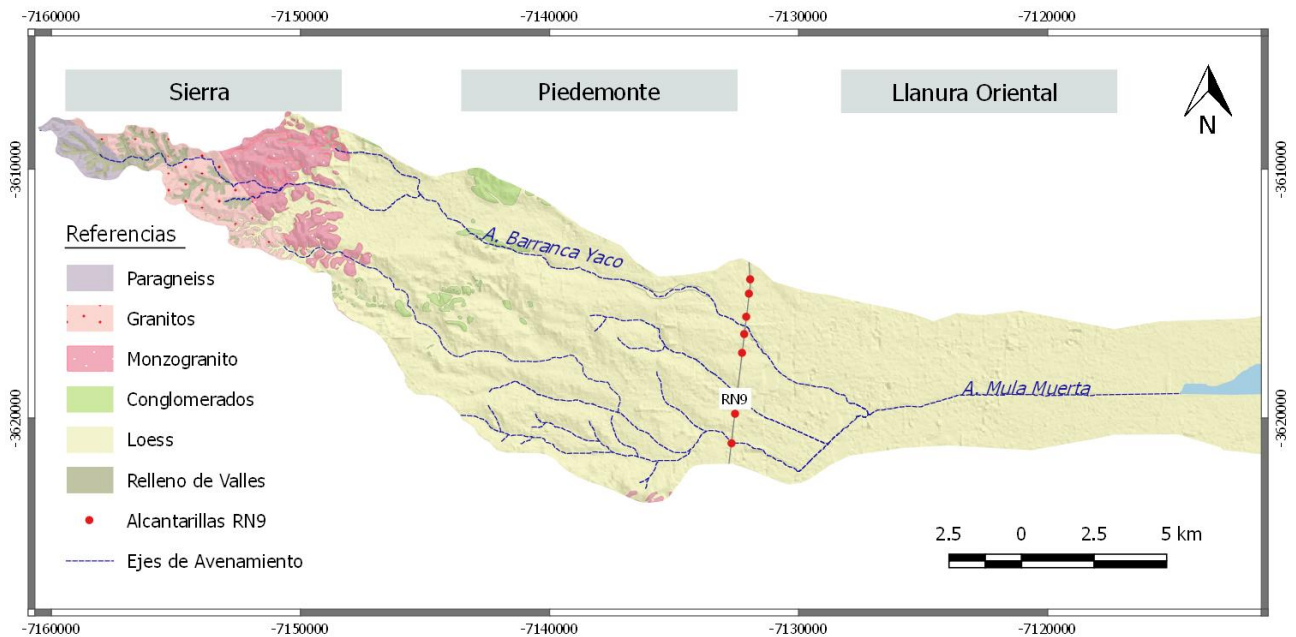 -7160000 -7150000 -7140000 -7130000 -7120000
Sierra Piedemonte Llanura Oriental
N
-3610000 -3610000
A. Barranca Yaco
Referencias
Paragneiss
Granitos
Monzogranito
Conglomerados
Loess
Relleno de Valles
Alcantarillas RN9
Ejes de Avenamiento
RN9
A. Mula Muerta
-3620000 -3620000
2.5 0 2.5 5 km
-7160000 -7150000 -7140000 -7130000 -7120000